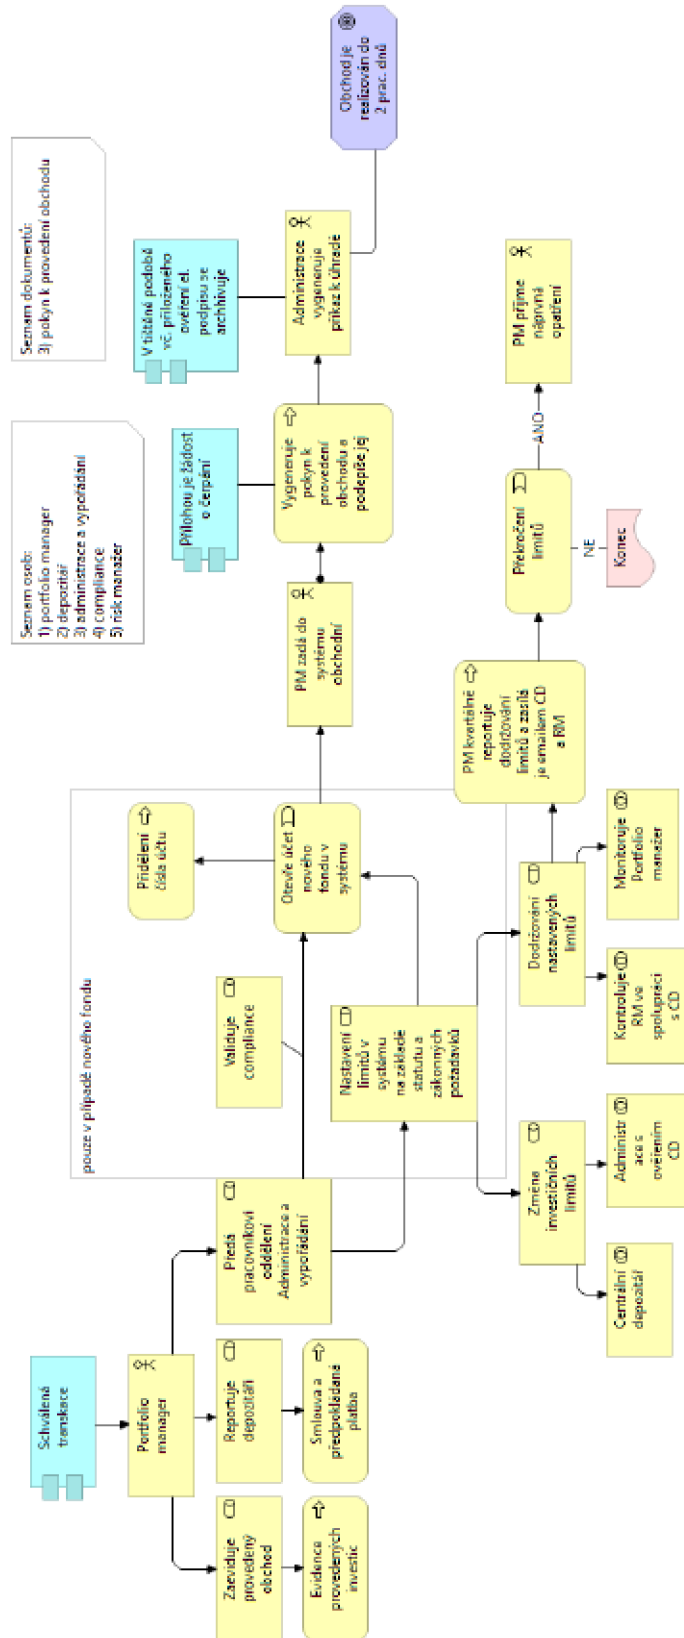 Schválená
transkace
Portfolio
manager
Zaeviduje
provedený
obchod
Evidence
provedených
investic
Reportuje
depozitáři
Smlouva a
předpokládaná
platba
Předá
pracovníkovi
oddělení
Administrace a
vypořádání
pouze v případě nového fondu
Validuje
compliance
Přidělení
čísla účtu
Otevře účet
nového
fondu v
systému
Nastavení
limitů v
systému
na základě
statutu a
zákonných
požadavků
Změna
investičních
limitů
Centrální
depozitář
Administr
ace s
ověřením
CD
Dodržování
nastavených
limitů
Kontroluje
RM ve
spolupráci
s CD
Monitoruje
Portfolio
manažer
PM kvartálně
reportuje
dodržování
limitů a zasílá
je emailem CD
a RM
Překročení
limitů
NE
Konec
ANO
PM přijme
nápravná
opatření
PM zadá do
systému
obchodní
Přílohou je žádost
o čerpání
Vygeneruje
pokyn k
provedení
obchodu a
podepíše jej
V tištěné podobě
vč. přiloženého
ověření el.
podpisu se
archivuje
Administrace
vygeneruje
příkaz k úhradě
Obchod je
realizován do
2 prac. dnů
Seznam osob:
1) portfolio manager
2) depozitář
3) administrace a vypořádání
4) compliance
5) risk manažer
Seznam dokumentů:
3) pokyn k provedení obchodu